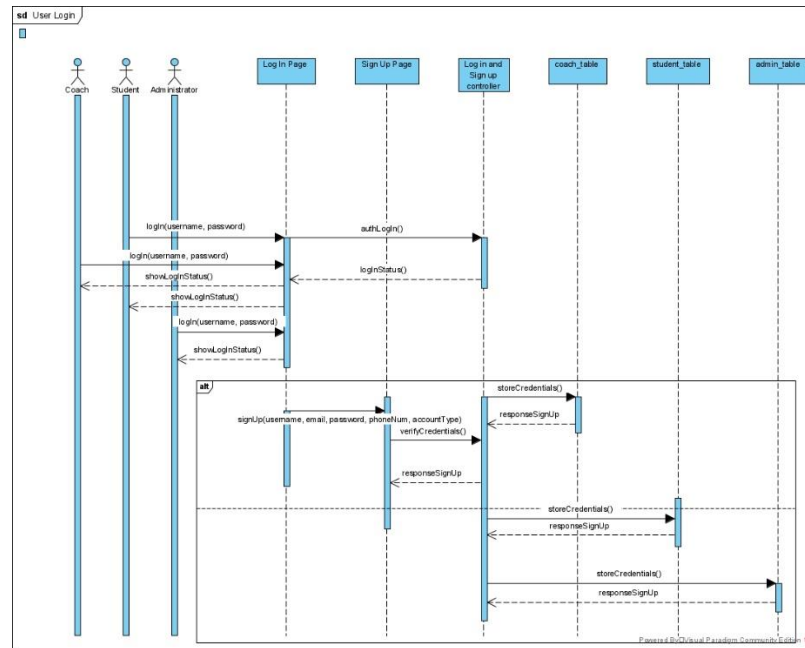 sd User Login
Coach
Student
Administrator
Log In Page
Sign Up Page
Log in and
Sign up
controller
coach_table
student_table
admin_table
logIn(username, password)
authLogIn()
logIn(username, password)
logInStatus()
showLogInStatus()
showLogInStatus()
logIn(username, password)
showLogInStatus()
alt
storeCredentials()
signUp(username, email, password, phoneNum, accountType)
responseSignUp
verifyCredentials()
responseSignUp
storeCredentials()
responseSignUp
storeCredentials()
responseSignUp
Powered By Visual Paradigm Community Edition